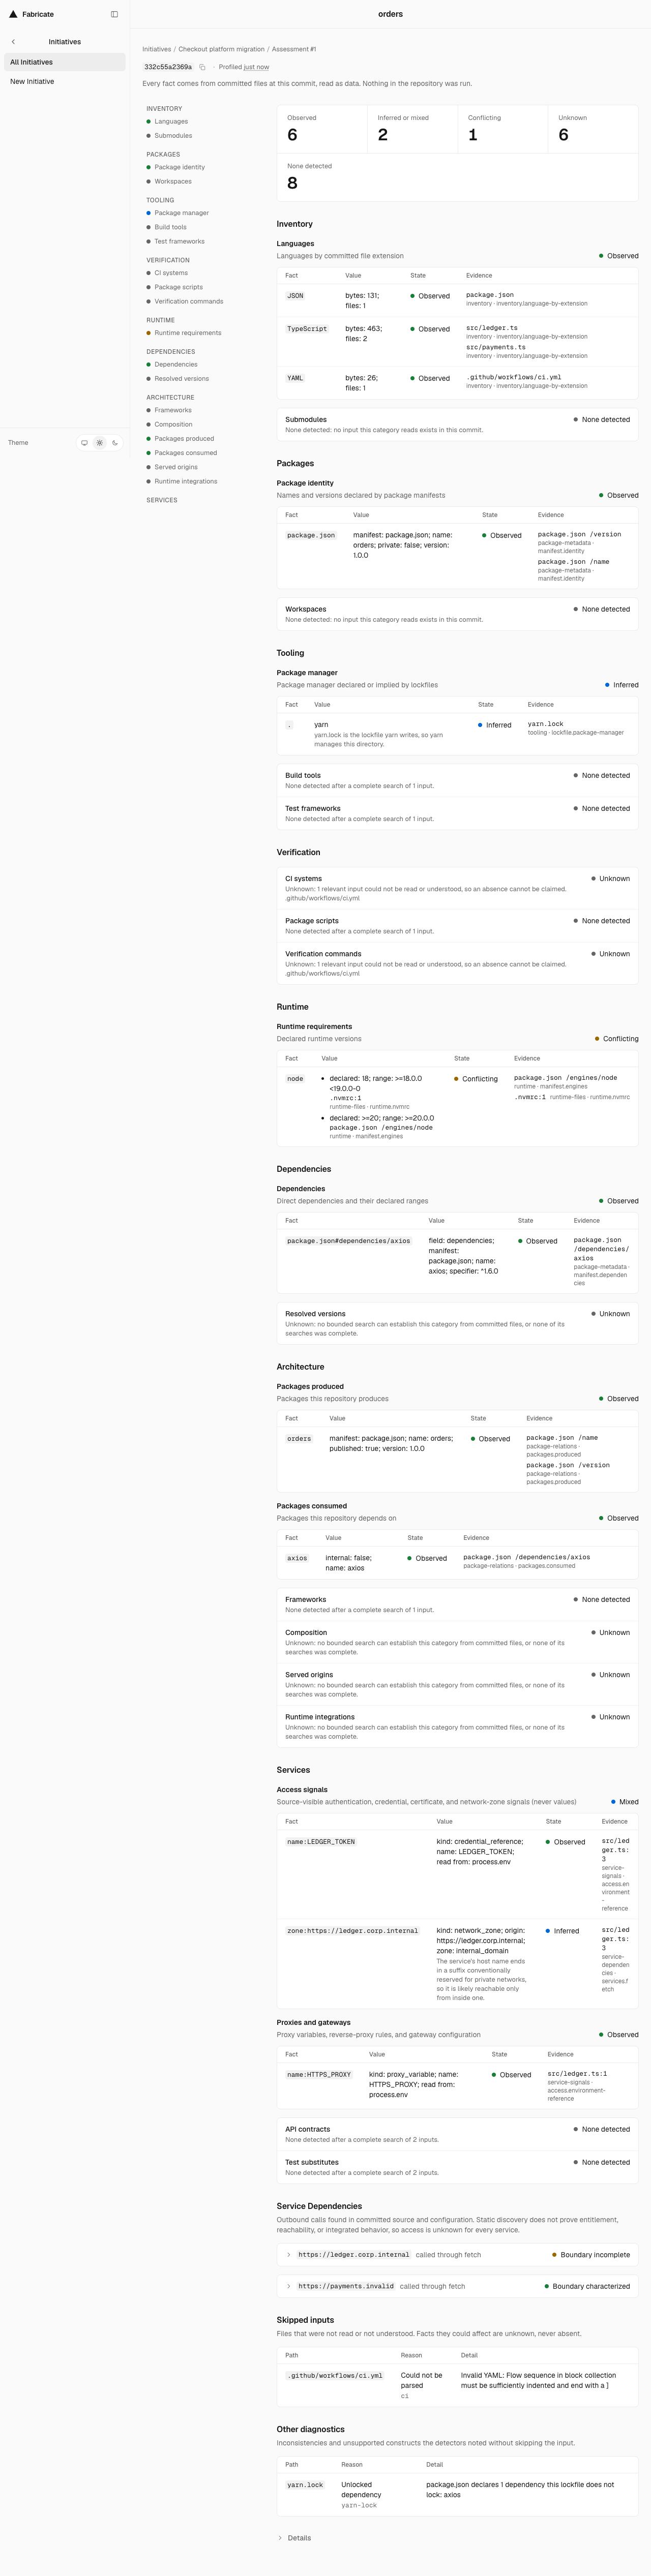 Fabricate
orders
Initiatives
All Initiatives
New Initiative
Theme
Initiatives / Checkout platform migration / Assessment #1
332c55a2369a · Profiled just now
Every fact comes from committed files at this commit, read as data. Nothing in the repository was run.
INVENTORY
Languages
Submodules
PACKAGES
Package identity
Workspaces
TOOLING
Package manager
Build tools
Test frameworks
VERIFICATION
CI systems
Package scripts
Verification commands
RUNTIME
Runtime requirements
DEPENDENCIES
Dependencies
Resolved versions
ARCHITECTURE
Frameworks
Composition
Packages produced
Packages consumed
Served origins
Runtime integrations
SERVICES
Observed
6
Inferred or mixed
2
Conflicting
1
Unknown
6
None detected
8
Inventory
Languages
Languages by committed file extension Observed
Fact Value State Evidence
JSON bytes: 131; files: 1 Observed package.json
inventory · inventory.language-by-extension
TypeScript bytes: 463; files: 2 Observed src/ledger.ts
inventory · inventory.language-by-extension
src/payments.ts
inventory · inventory.language-by-extension
YAML bytes: 26; files: 1 Observed .github/workflows/ci.yml
inventory · inventory.language-by-extension
Submodules None detected
None detected: no input this category reads exists in this commit.
Packages
Package identity
Names and versions declared by package manifests Observed
Fact Value State Evidence
package.json manifest: package.json; name: orders; private: false; version: 1.0.0 Observed package.json /version
package-metadata · manifest.identity
package.json /name
package-metadata · manifest.identity
Workspaces None detected
None detected: no input this category reads exists in this commit.
Tooling
Package manager
Package manager declared or implied by lockfiles Inferred
Fact Value State Evidence
. yarn Inferred yarn.lock
yarn.lock is the lockfile yarn writes, so yarn manages this directory. tooling · lockfile.package-manager
Build tools None detected
None detected after a complete search of 1 input.
Test frameworks None detected
None detected after a complete search of 1 input.
Verification
CI systems Unknown
Unknown: 1 relevant input could not be read or understood, so an absence cannot be claimed.
.github/workflows/ci.yml
Package scripts None detected
None detected after a complete search of 1 input.
Verification commands Unknown
Unknown: 1 relevant input could not be read or understood, so an absence cannot be claimed.
.github/workflows/ci.yml
Runtime
Runtime requirements
Declared runtime versions Conflicting
Fact Value State Evidence
node declared: 18; range: >=18.0.0 <19.0.0-0 Conflicting package.json /engines/node
.nvmrc:1 runtime · manifest.engines
runtime-files · runtime.nvmrc .nvmrc:1 runtime-files · runtime.nvmrc
declared: >=20; range: >=20.0.0
package.json /engines/node
runtime · manifest.engines
Dependencies
Dependencies
Direct dependencies and their declared ranges Observed
Fact Value State Evidence
package.json#dependencies/axios field: dependencies; manifest: package.json; name: axios; specifier: ^1.6.0 Observed package.json /dependencies/axios
package-metadata · manifest.dependencies
Resolved versions Unknown
Unknown: no bounded search can establish this category from committed files, or none of its
searches was complete.
Architecture
Packages produced
Packages this repository produces Observed
Fact Value State Evidence
orders manifest: package.json; name: orders; published: true; version: 1.0.0 Observed package.json /name
package-relations · packages.produced
package.json /version
package-relations · packages.produced
Packages consumed
Packages this repository depends on Observed
Fact Value State Evidence
axios internal: false; name: axios Observed package.json /dependencies/axios
package-relations · packages.consumed
Frameworks None detected
None detected after a complete search of 1 input.
Composition Unknown
Unknown: no bounded search can establish this category from committed files, or none of its
searches was complete.
Served origins Unknown
Unknown: no bounded search can establish this category from committed files, or none of its
searches was complete.
Runtime integrations Unknown
Unknown: no bounded search can establish this category from committed files, or none of its
searches was complete.
Services
Access signals
Source-visible authentication, credential, certificate, and network-zone signals (never values) Mixed
Fact Value State Evidence
name:LEDGER_TOKEN kind: credential_reference; name: LEDGER_TOKEN; read from: process.env Observed src/ledger.ts:3
service-signals · access.environment-reference
zone:https://ledger.corp.internal kind: network_zone; origin: https://ledger.corp.internal; zone: internal_domain Inferred src/ledger.ts:3
The service's host name ends in a suffix conventionally reserved for private networks, so it is likely reachable only from inside one. service-dependencies · services.fetch
Proxies and gateways
Proxy variables, reverse-proxy rules, and gateway configuration Observed
Fact Value State Evidence
name:HTTPS_PROXY kind: proxy_variable; name: HTTPS_PROXY; read from: process.env Observed src/ledger.ts:1
service-signals · access.environment-reference
API contracts None detected
None detected after a complete search of 2 inputs.
Test substitutes None detected
None detected after a complete search of 2 inputs.
Service Dependencies
Outbound calls found in committed source and configuration. Static discovery does not prove entitlement,
reachability, or integrated behavior, so access is unknown for every service.
https://ledger.corp.internal called through fetch Boundary incomplete
https://payments.invalid called through fetch Boundary characterized
Skipped inputs
Files that were not read or not understood. Facts they could affect are unknown, never absent.
Path Reason Detail
.github/workflows/ci.yml Could not be parsed Invalid YAML: Flow sequence in block collection must be sufficiently indented and end with a ]
ci
Other diagnostics
Inconsistencies and unsupported constructs the detectors noted without skipping the input.
Path Reason Detail
yarn.lock Unlocked dependency package.json declares 1 dependency this lockfile does not lock: axios
yarn-lock
Details